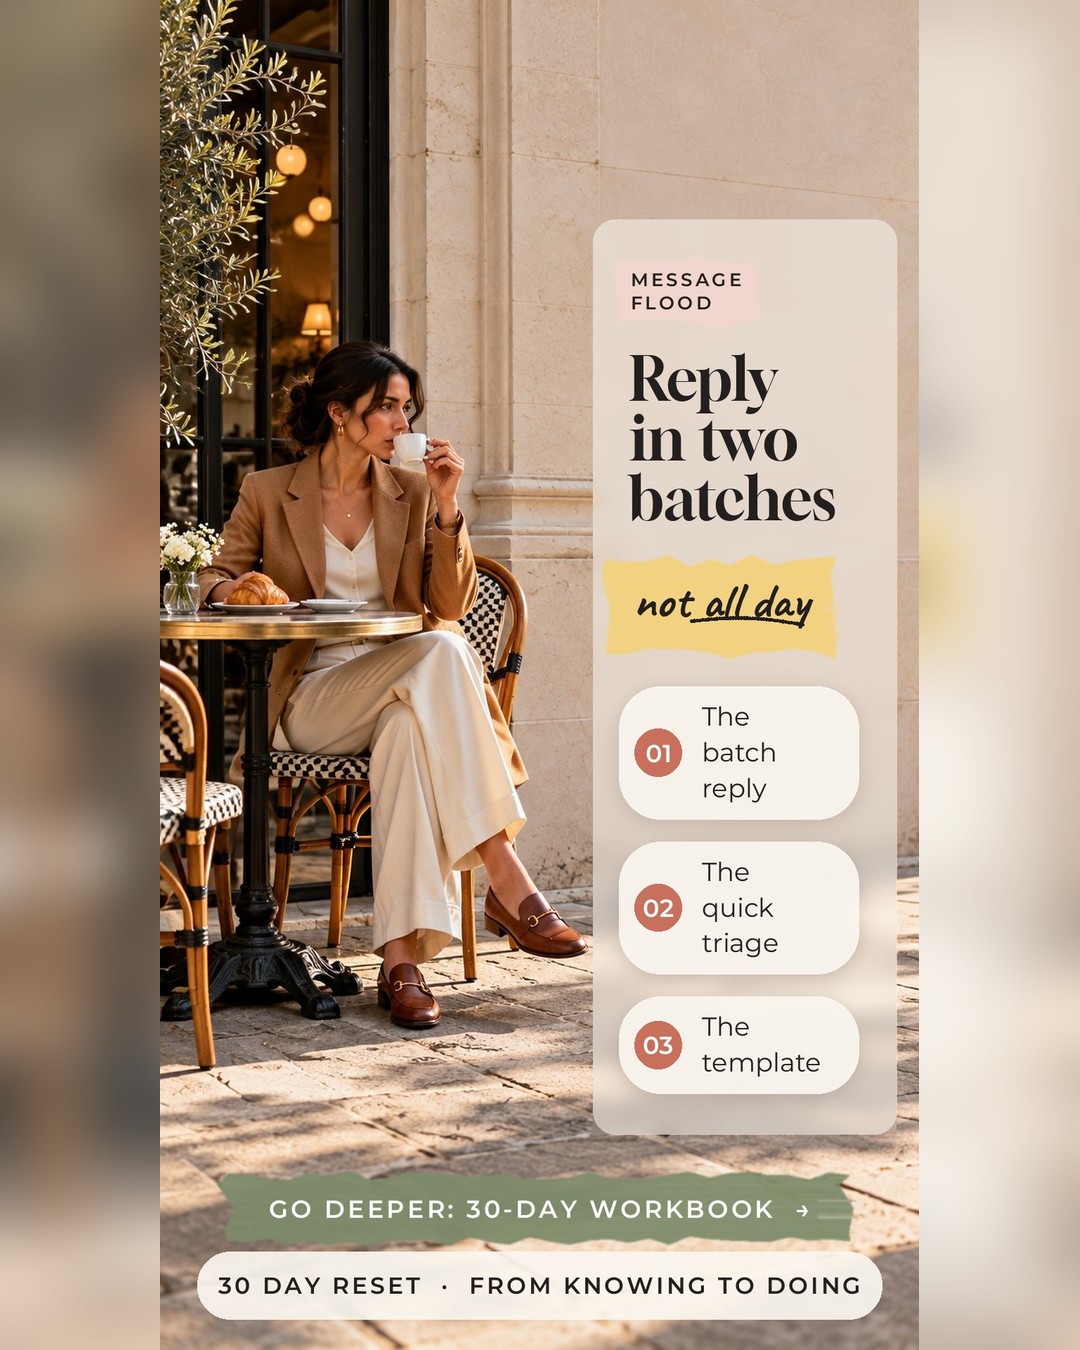 MESSAGE
FLOOD
Reply
in two
batches
not all day
01
The
batch
reply
02
The
quick
triage
03
The
template
GO DEEPER: 30-DAY WORKBOOK →
30 DAY RESET · FROM KNOWING TO DOING